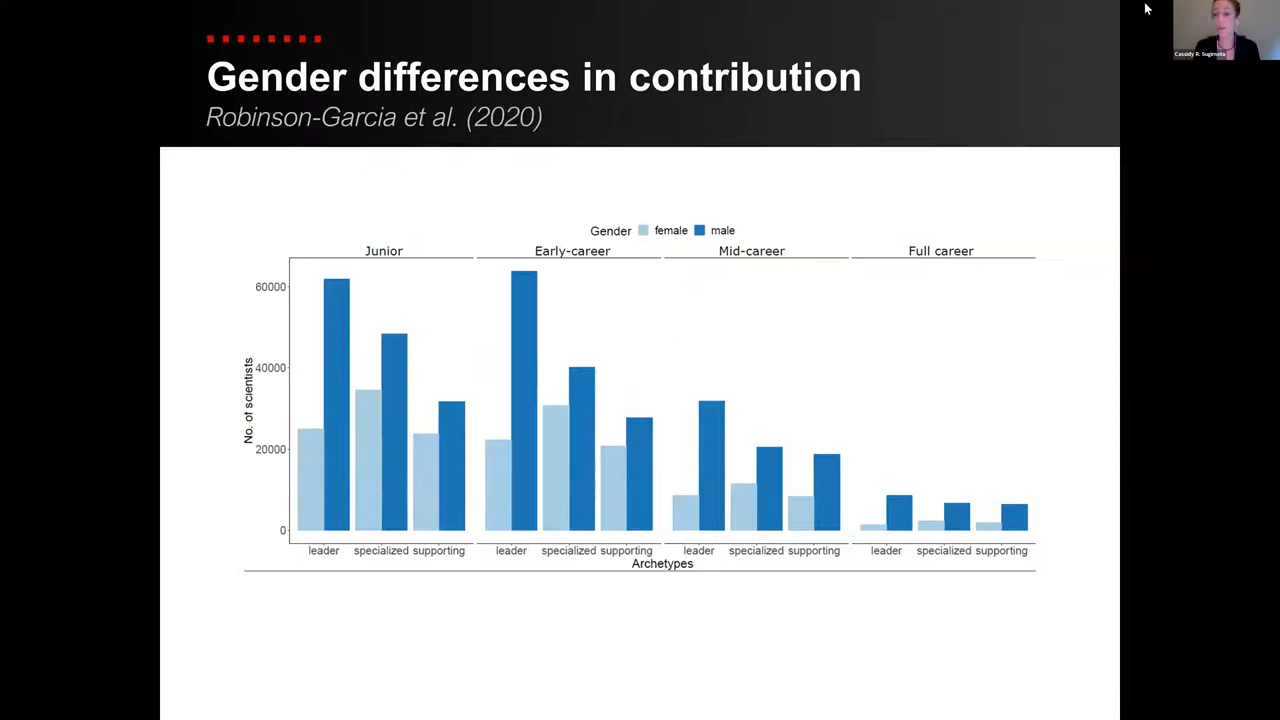 Gender differences in contribution
Robinson-Garcia et al. (2020)
Cassidy R. Sugimoto
Gender female male
Junior Early-career Mid-career Full career
60000
40000
20000
0
No. of scientists
leader specialized supporting leader specialized supporting leader specialized supporting leader specialized supporting
Archetypes